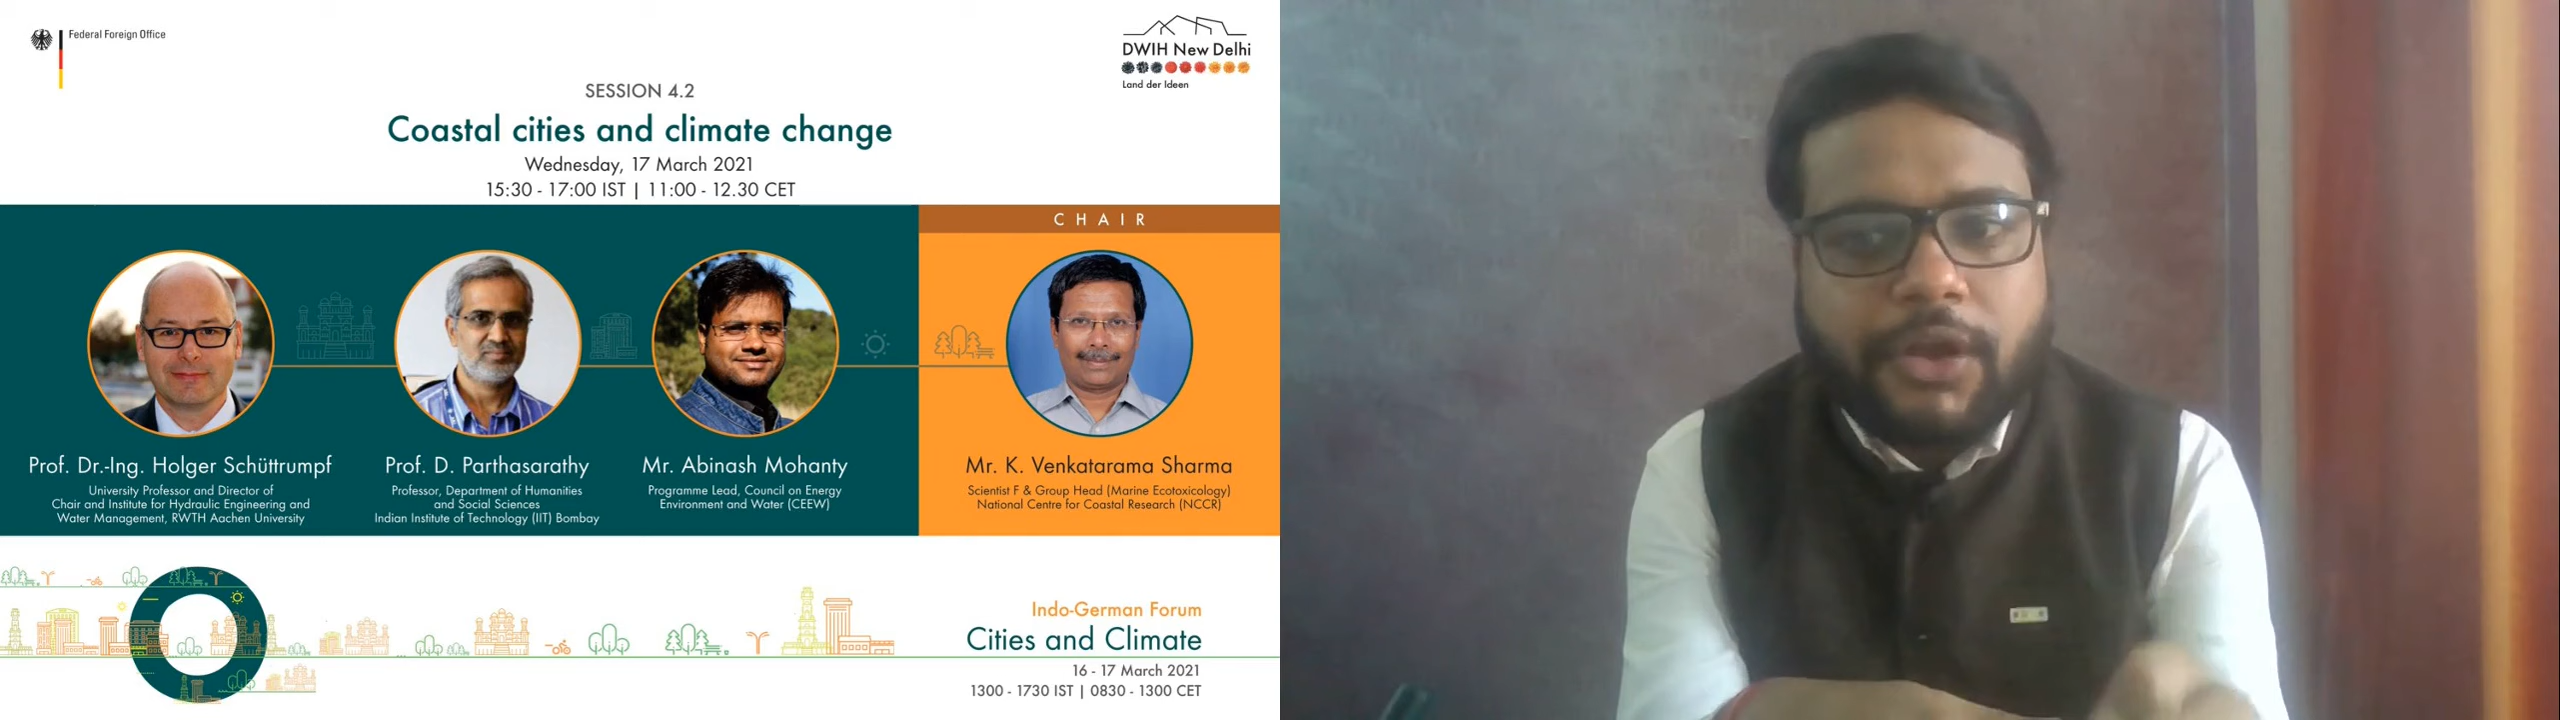 Federal Foreign Office
DWIH New Delhi
Land der Ideen
SESSION 4.2
Coastal cities and climate change
Wednesday, 17 March 2021
15:30 - 17:00 IST | 11:00 - 12.30 CET
CHAIR
Prof. Dr.-Ing. Holger Schüttrumpf
University Professor and Director of
Chair and Institute for Hydraulic Engineering and
Water Management, RWTH Aachen University
Prof. D. Parthasarathy
Professor, Department of Humanities
and Social Sciences
Indian Institute of Technology (IIT) Bombay
Mr. Abinash Mohanty
Programme Lead, Council on Energy
Environment and Water (CEEW)
Mr. K. Venkatarama Sharma
Scientist F & Group Head (Marine Ecotoxicology)
National Centre for Coastal Research (NCCR)
Indo-German Forum
Cities and Climate
16 - 17 March 2021
1300 - 1730 IST | 0830 - 1300 CET